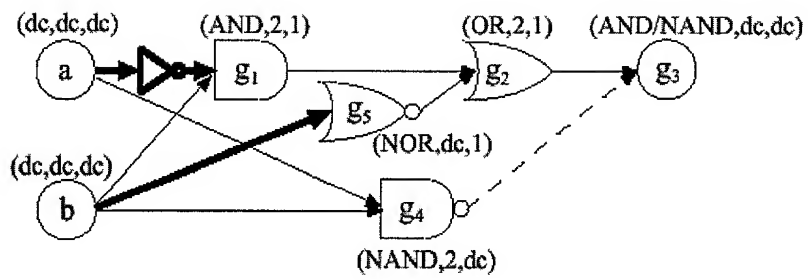 (dc,dc,dc) (AND,2,1) (OR,2,1) (AND/NAND,dc,dc)
a g1 g2 g3
g5
(NOR,dc,1)
(dc,dc,dc)
b g4
(NAND,2,dc)